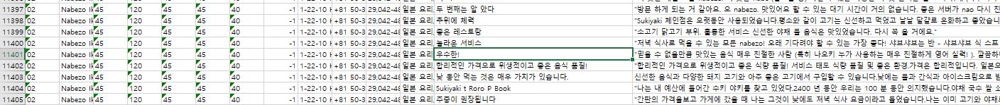 11397 02 Nabezo Ik 45 120 45 45 40 -1 1-22-10 +81 50-3 29,042-48 일본 요리, 두 번째는 암 았다 "방문 하게 되는 거 같아요. 오 nabezo. 맛있어요 할 수 있는 대기 시간이 거의 없습니다. 좋은 서버가 nao 다시 친
11398 02 Nabezo Ik 45 120 45 45 40 -1 1-22-10 +81 50-3 29,042-48 일본 요리, 추위에 체력 "Sukiyaki 체인점은 오랫동안 사용되었습니다.평소와 같이 고기는 신선하고 먹었고 날날 달걀로 온화하고 좋았습니
11399 02 Nabezo Ik 45 120 45 45 40 -1 1-22-10 +81 50-3 29,042-48 일본 요리, 좋은 레스토랑 "소고기 닭고기 부위. 훌륭한 서비스 신선한 야채 들 음식은 맛있었습니다. 다시 꼭 올 거에요."
11400 02 Nabezo Ik 45 120 45 45 40 -1 1-22-10 +81 50-3 29,042-48 일본 요리, 놀라운 서비스 "저녁 식사로 먹을 수 있는 모든 nabezo! 오래 기다려야 할 수 있는 가장 좋다! 샤브샤브는 반 - 샤브샤브 식 스프
11401 02 Nabezo Ik 45 120 45 45 40 -1 1-22-10 +81 50-3 29,042-48 일본 요리, 우수한! "믿을 수 없을만큼 맛있는 음식 매우 친절한 사람 (특히 나오키 누가 사용하는 매우 친절하게 영어 실력! ). 깔끔하
11402 02 Nabezo Ik 45 120 45 45 40 -1 1-22-10 +81 50-3 29,042-48 일본 요리, 합리적인 가격으로 위생적이고 좋은 음식 품질! "합리적인 가격으로 위생적이고 좋은 식량 품질! 서비스 태도 식량 품질 및 좋은 환경.가격은 합리적입니다. 일본으
11403 02 Nabezo Ik 45 120 45 45 40 -1 1-22-10 +81 50-3 29,042-48 일본 요리, 낮 동안 먹는 것은 매우 가치가 있습니다. 신선한 음식과 다양한 돼지 고기와 아주 좋은 고기에서 구입할 수 있습니다.낮에는 물과 간식과 아이스크림으로 받
11404 02 Nabezo Ik 45 120 45 45 40 -1 1-22-10 +81 50-3 29,042-48 일본 요리, Sukiyaki t Roro P Book "나는 내 예산에 들어간 수키 야키를 찾고 있었다.2400 년 동안 우리는 100 분 동안 의지했습니다.야채 국수 쌀 소
11405 02 Nabezo Ik 45 120 45 45 40 -1 1-22-10 +81 50-3 29,042-48 일본 요리, 주중이 권장됩니다 "간판의 가격을보고 가게에 갔을 때 나는 그것이 낮에도 저녁 식사 요금이라고 들었습니다.나는 이미 고기와 야채